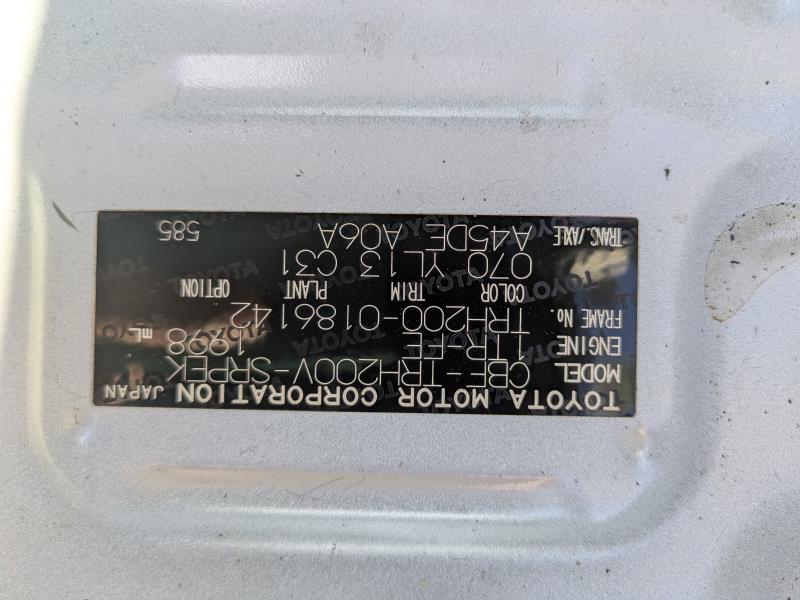 TOYOTA MOTOR CORPORATION JAPAN
MODEL CBF-TRH200V-SRPEK
ENGINE 1TR-FE 1998 mL
FRAME No. TRH200-0186142
COLOR TRIM PLANT OPTION
070 YL13 C31
TRANS./AXLE A45DE A06A 585